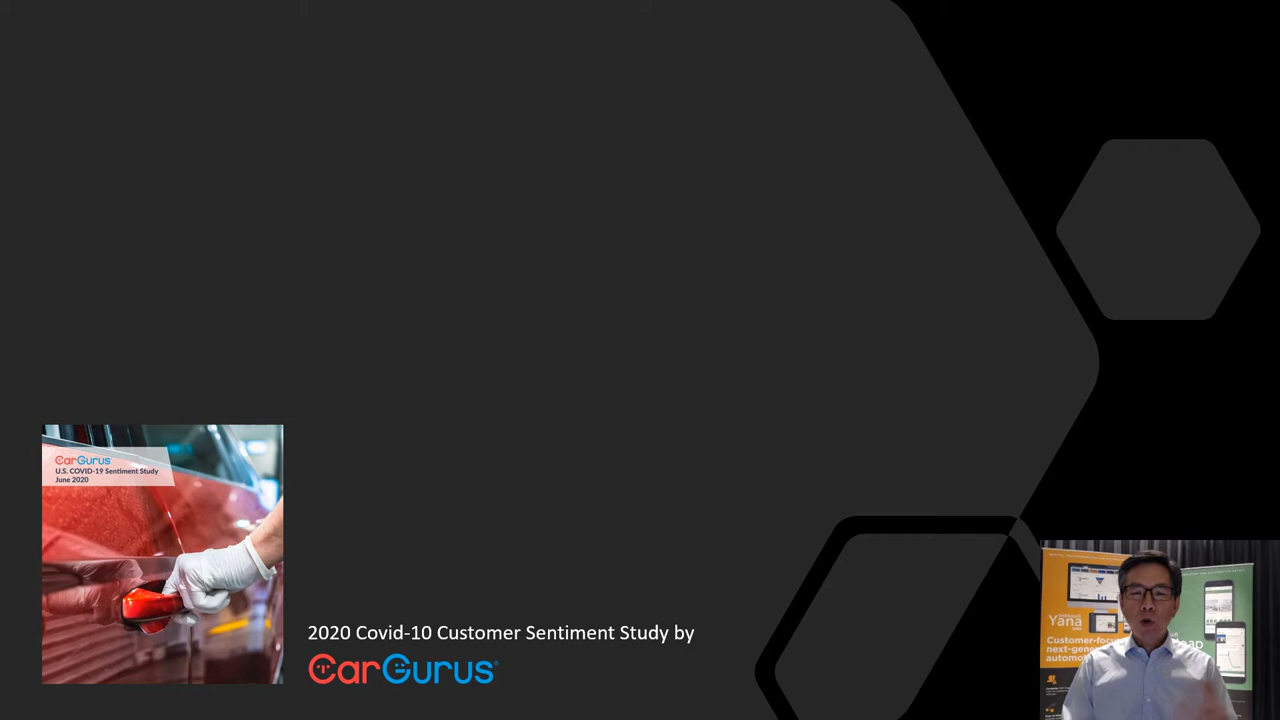 CarGurus
U.S. COVID-19 Sentiment Study
June 2020
2020 Covid-10 Customer Sentiment Study by
CarGurus®
Yana
Customer-focu
next-gene
automo
eap